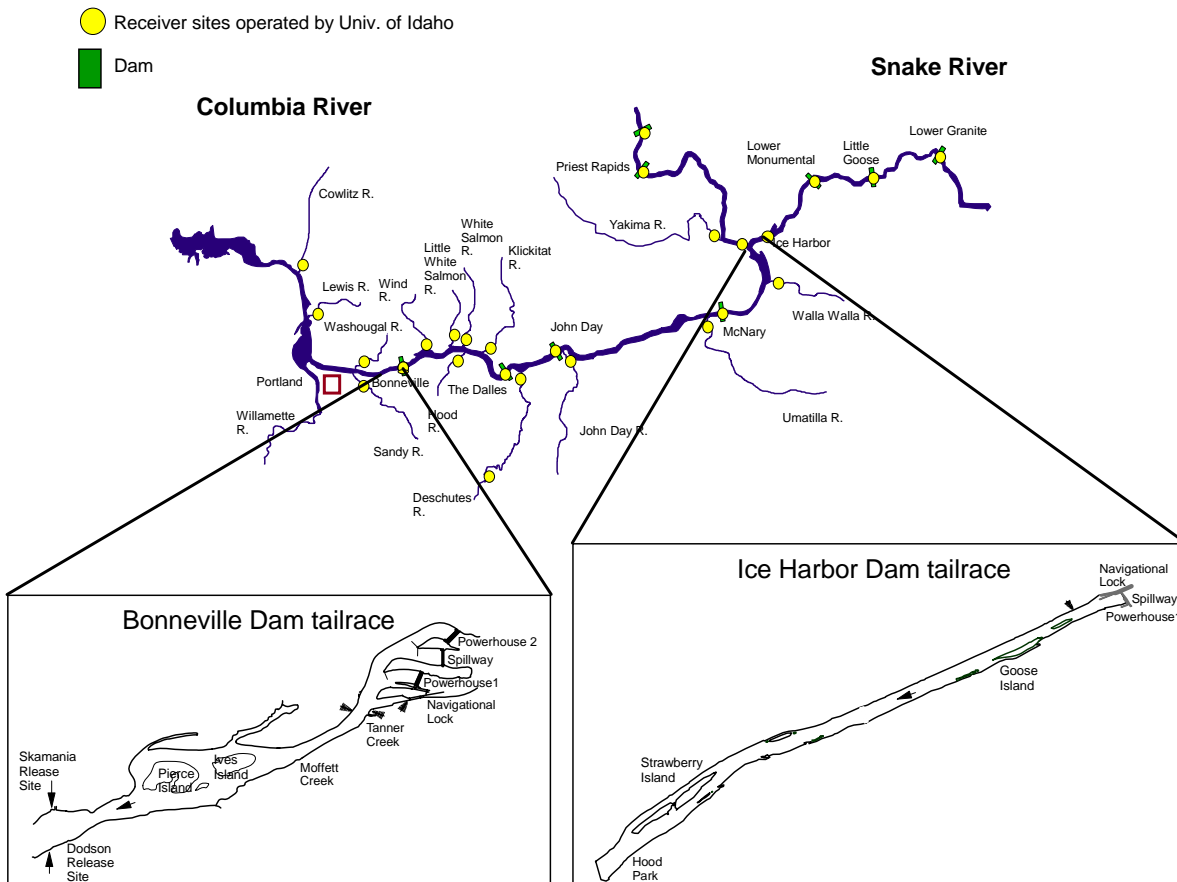 Receiver sites operated by Univ. of Idaho
Dam
Snake River
Columbia River
Priest Rapids
Lower
Monumental
Little
Goose
Lower Granite
Cowlitz R.
Yakima R.
Ice Harbor
White
Salmon
R.
Klickitat
R.
Little
White
Salmon
R.
Wind
R.
Lewis R.
Washougal R.
John Day
McNary
Walla Walla R.
Portland
Bonneville
The Dalles
Willamette
R.
Hood
R.
Sandy R.
John Day R.
Umatilla R.
Deschutes
R.
Bonneville Dam tailrace
Powerhouse 2
Spillway
Powerhouse1
Navigational
Lock
Tanner
Creek
Moffett
Creek
Ives
Island
Pierce
Island
Skamania
Rlease
Site
Dodson
Release
Site
Ice Harbor Dam tailrace
Navigational
Lock
Spillway
Powerhouse1
Goose
Island
Strawberry
Island
Hood
Park